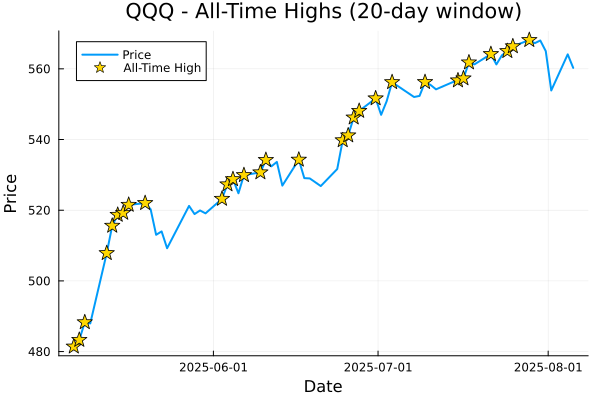 QQQ - All-Time Highs (20-day window)
Price
All-Time High
560
540
520
500
480
Price
2025-06-01
2025-07-01
2025-08-01
Date